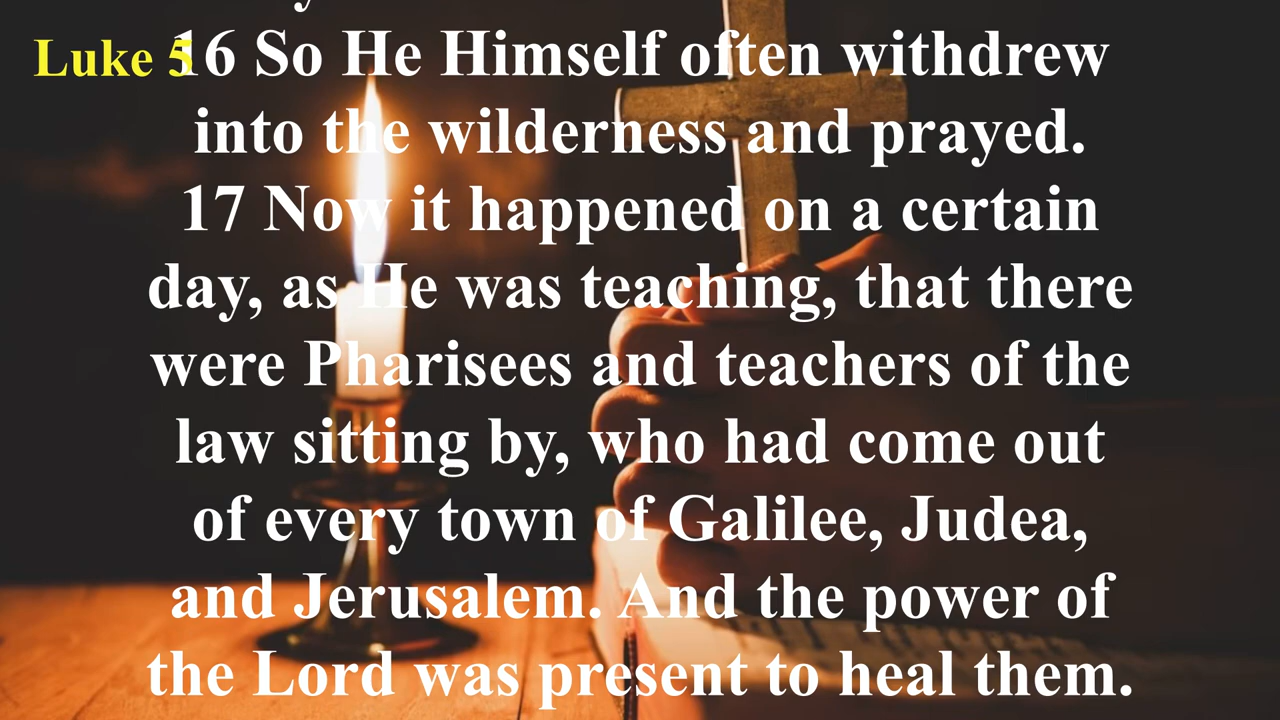 Luke 5
16 So He Himself often withdrew
into the wilderness and prayed.
17 Now it happened on a certain
day, as He was teaching, that there
were Pharisees and teachers of the
law sitting by, who had come out
of every town of Galilee, Judea,
and Jerusalem. And the power of
the Lord was present to heal them.